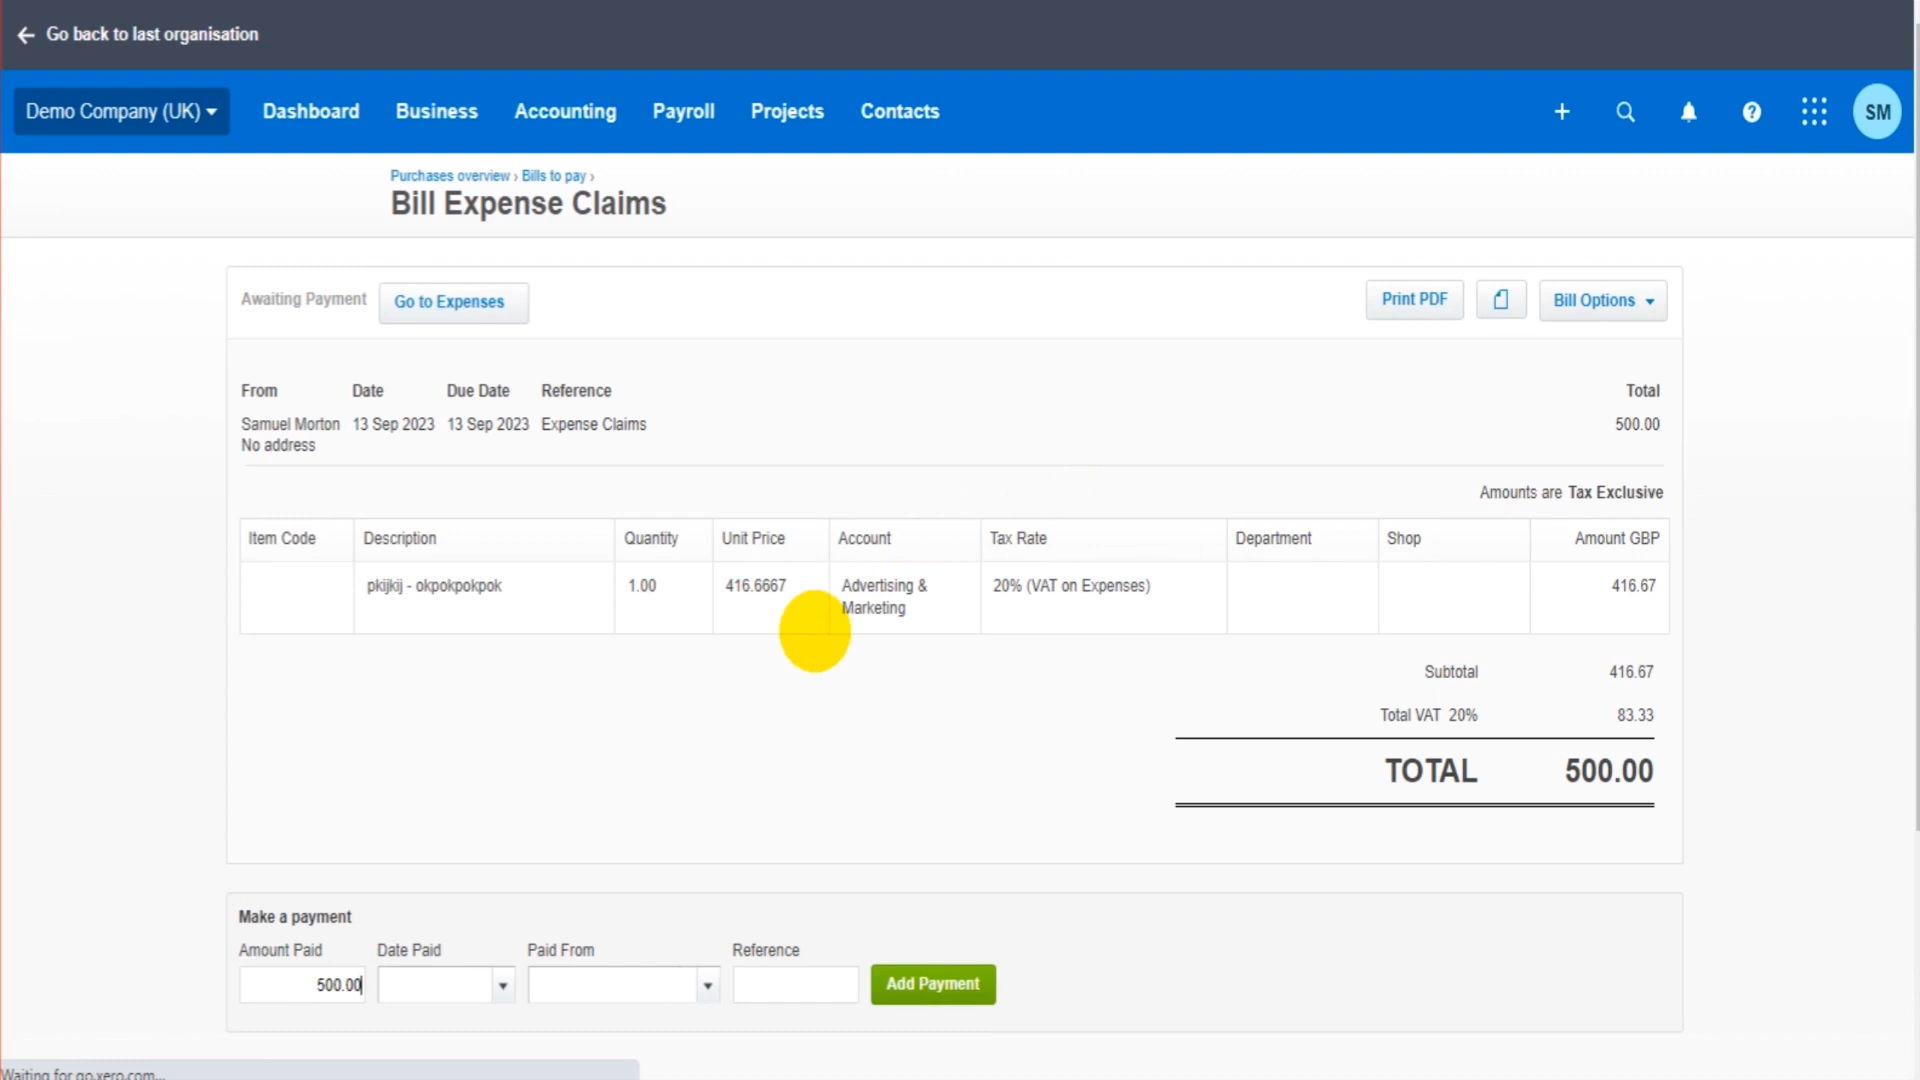 Go back to last organisation
Demo Company (UK) Dashboard Business Accounting Payroll Projects Contacts SM
Purchases overview › Bills to pay ›
Bill Expense Claims
Awaiting Payment Go to Expenses Print PDF Bill Options
From Date Due Date Reference Total
Samuel Morton 13 Sep 2023 13 Sep 2023 Expense Claims 500.00
No address
Amounts are Tax Exclusive
Item Code Description Quantity Unit Price Account Tax Rate Department Shop Amount GBP
pkijkij - okpokpokpok 1.00 416.6667 Advertising & 20% (VAT on Expenses) 416.67
Marketing
Subtotal 416.67
Total VAT 20% 83.33
TOTAL 500.00
Make a payment
Amount Paid Date Paid Paid From Reference
500.00 Add Payment
Waiting for go.xero.com...